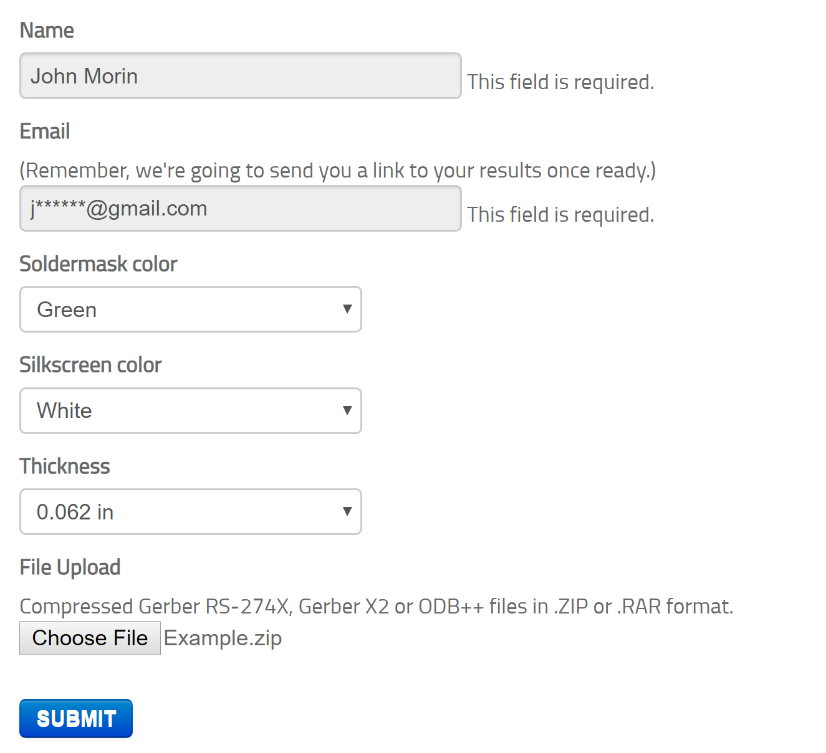 Name
John Morin This field is required.
Email
(Remember, we're going to send you a link to your results once ready.)
j******@gmail.com This field is required.
Soldermask color
Green
Silkscreen color
White
Thickness
0.062 in
File Upload
Compressed Gerber RS-274X, Gerber X2 or ODB++ files in .ZIP or .RAR format.
Choose File Example.zip
SUBMIT